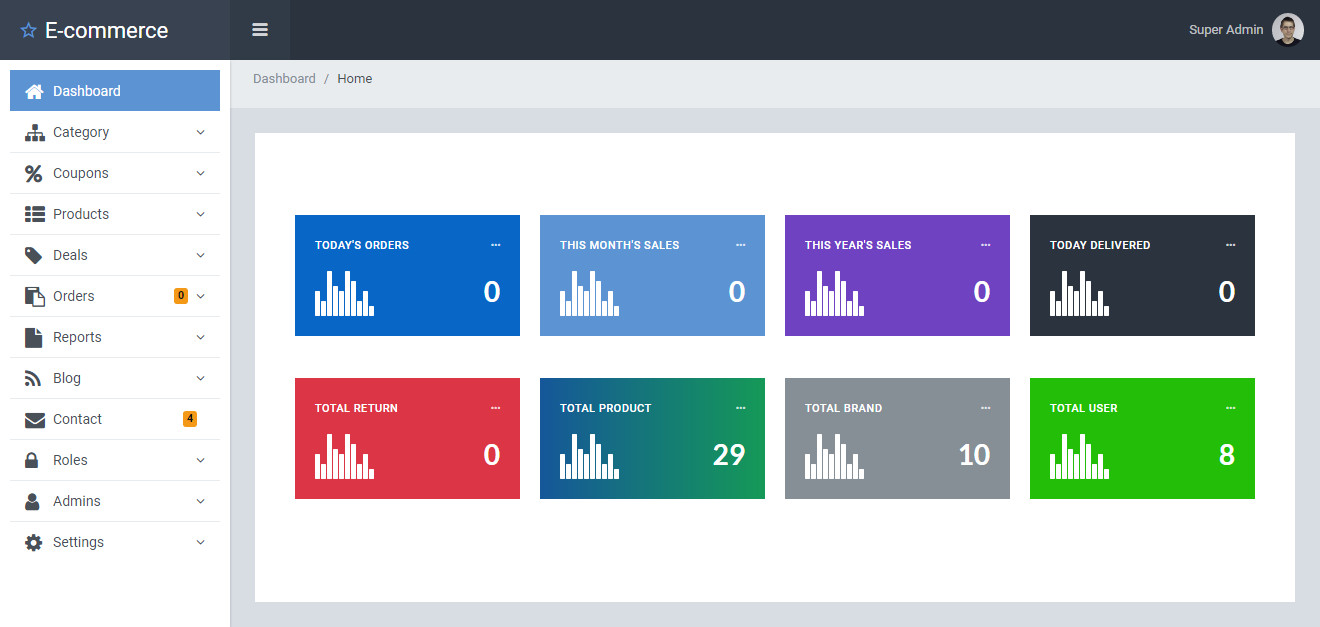 E-commerce
Super Admin
Dashboard / Home
Dashboard
Category
Coupons
Products
Deals
Orders 0
Reports
Blog
Contact 4
Roles
Admins
Settings
TODAY'S ORDERS
0
THIS MONTH'S SALES
0
THIS YEAR'S SALES
0
TODAY DELIVERED
0
TOTAL RETURN
0
TOTAL PRODUCT
29
TOTAL BRAND
10
TOTAL USER
8